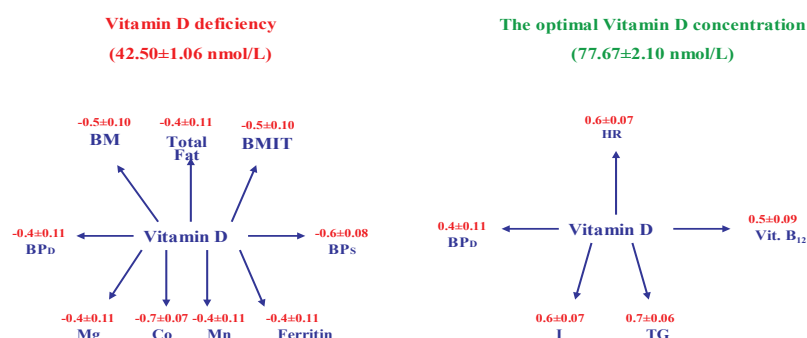 Vitamin D deficiency
(42.50±1.06 nmol/L)
-0.5±0.10
BM
-0.4±0.11
Total
Fat
-0.5±0.10
BMIT
-0.4±0.11
BPD
Vitamin D
-0.6±0.08
BPS
-0.4±0.11
Mg
-0.7±0.07
Co
-0.4±0.11
Mn
-0.4±0.11
Ferritin
The optimal Vitamin D concentration
(77.67±2.10 nmol/L)
0.6±0.07
HR
0.4±0.11
BPD
Vitamin D
0.5±0.09
Vit. B12
0.6±0.07
I
0.7±0.06
TG